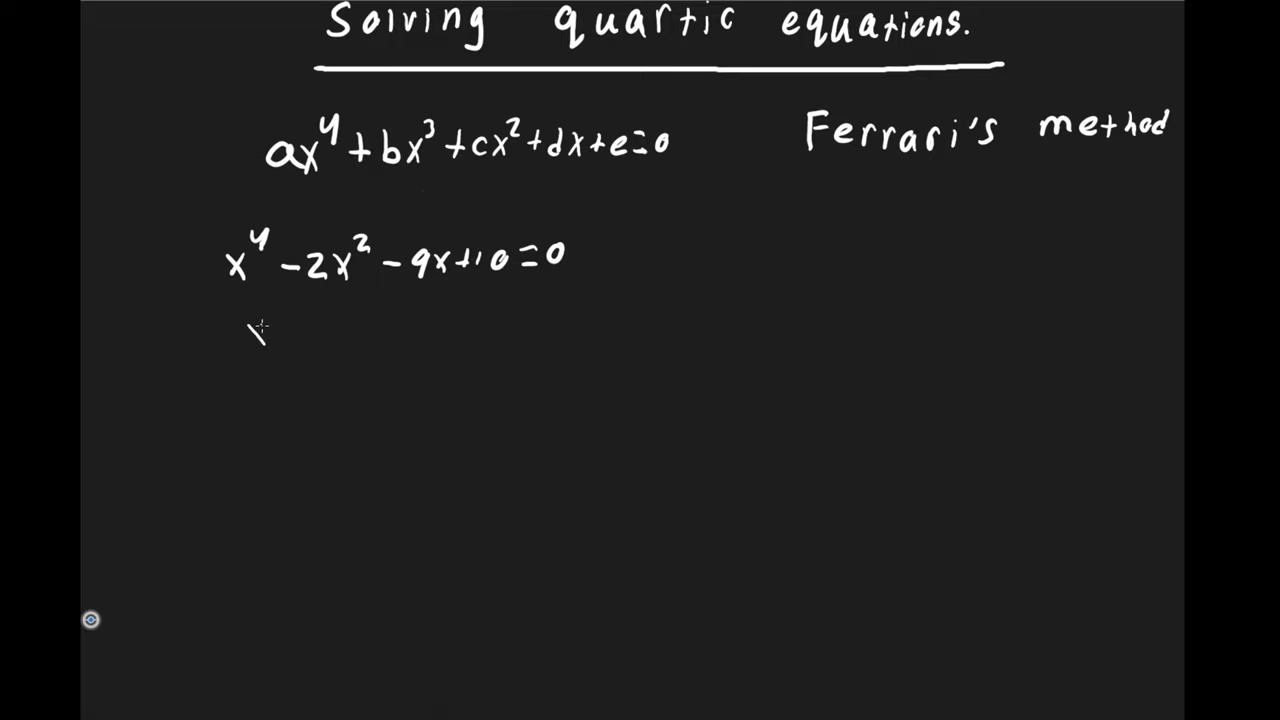 Solving quartic equations.
ax⁴+bx³+cx²+dx+e=0
Ferrari's method
x⁴-2x²-9x+10=0